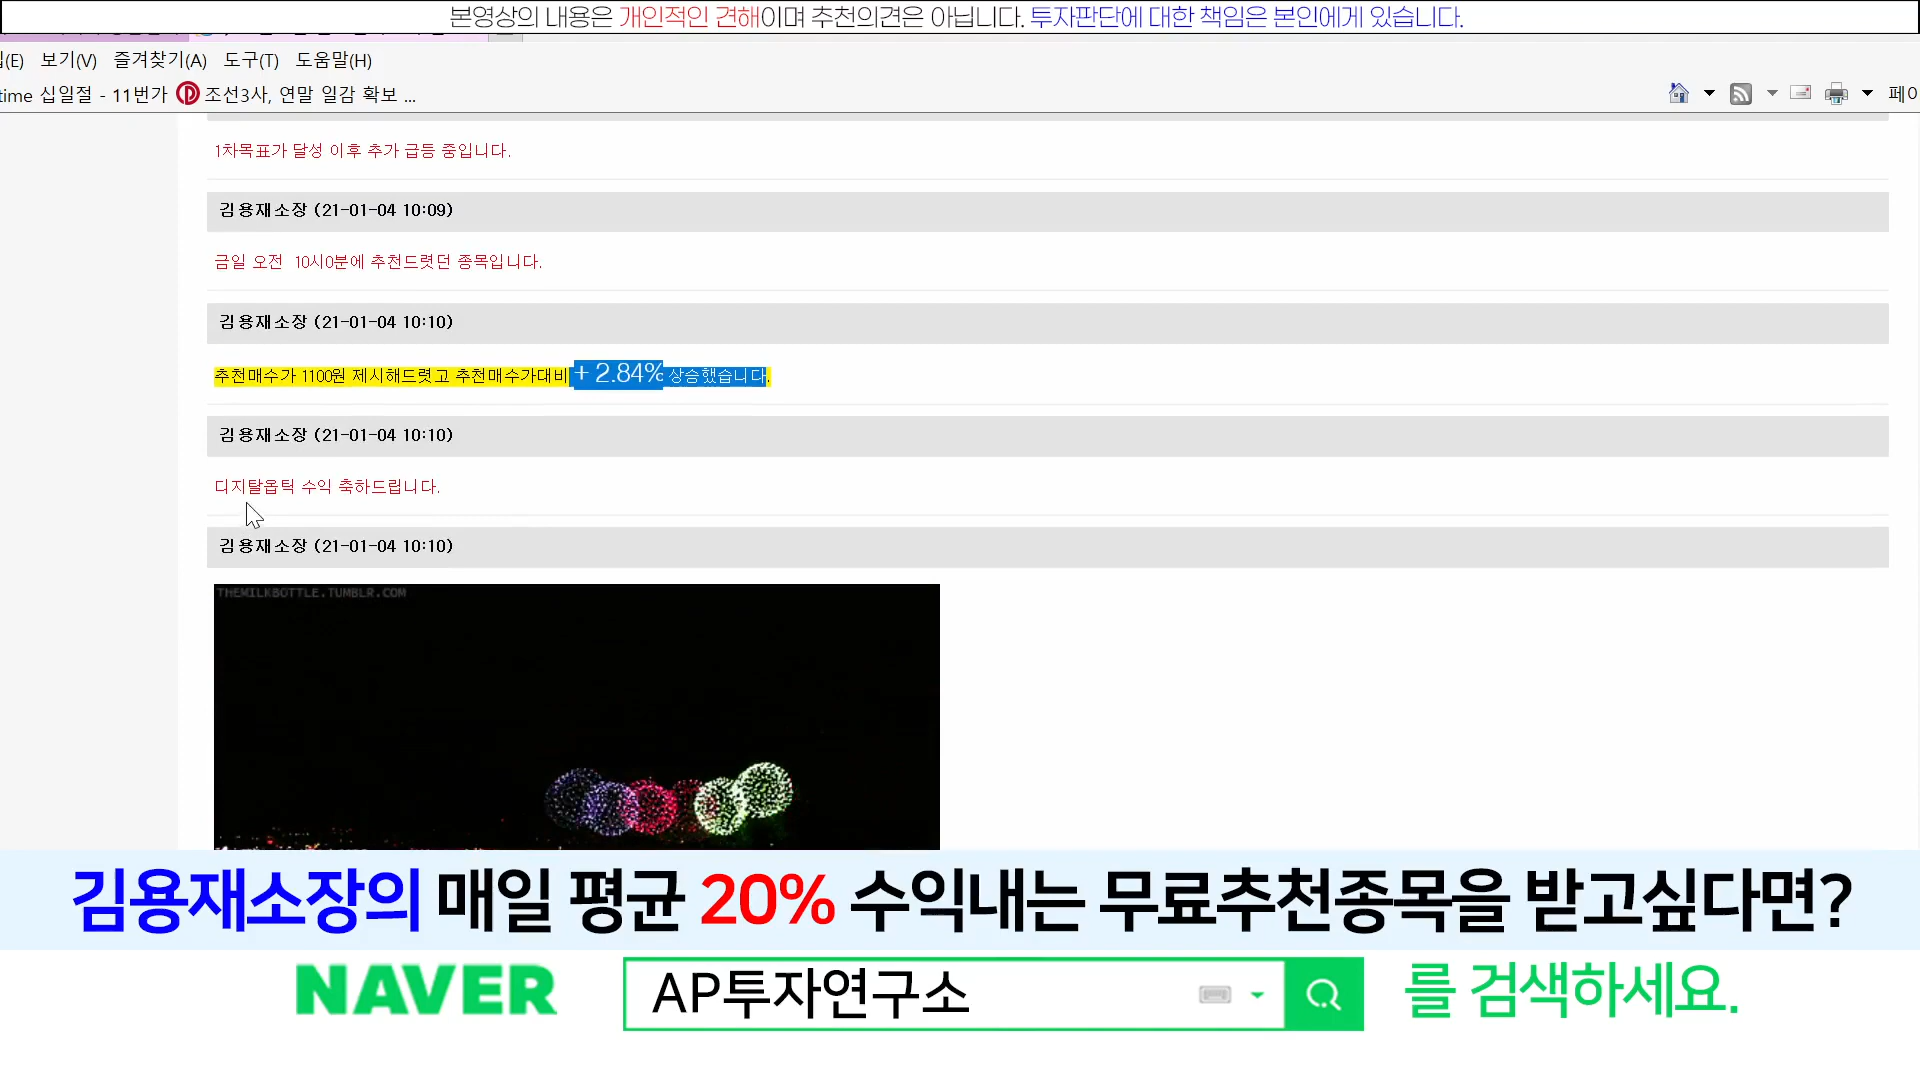 본영상의 내용은 개인적인 견해이며 추천의견은 아닙니다. 투자판단에 대한 책임은 본인에게 있습니다.
(E) 보기(V) 즐겨찾기(A) 도구(T) 도움말(H)
time 십일절 - 11번가 조선3사, 연말 일감 확보 ... 페이
1차목표가 달성 이후 추가 급등 중입니다.
김용재소장 (21-01-04 10:09)
금일 오전 10시0분에 추천드렷던 종목입니다.
김용재소장 (21-01-04 10:10)
추천매수가 1100원 제시해드렷고 추천매수가대비 + 2.84% 상승했습니다.
김용재소장 (21-01-04 10:10)
디지탈옵틱 수익 축하드립니다.
김용재소장 (21-01-04 10:10)
THEMILKBOTTLE.TUMBLR.COM
김용재소장의 매일 평균 20% 수익내는 무료추천종목을 받고싶다면?
NAVER AP투자연구소 를 검색하세요.